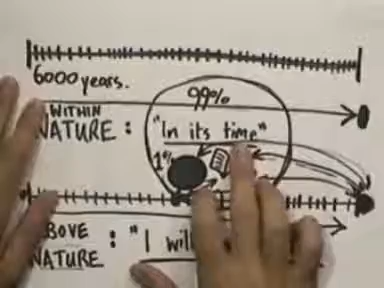 6000 years.
99%
WITHIN
NATURE : "In its time"
1%
ABOVE : "I will
NATURE